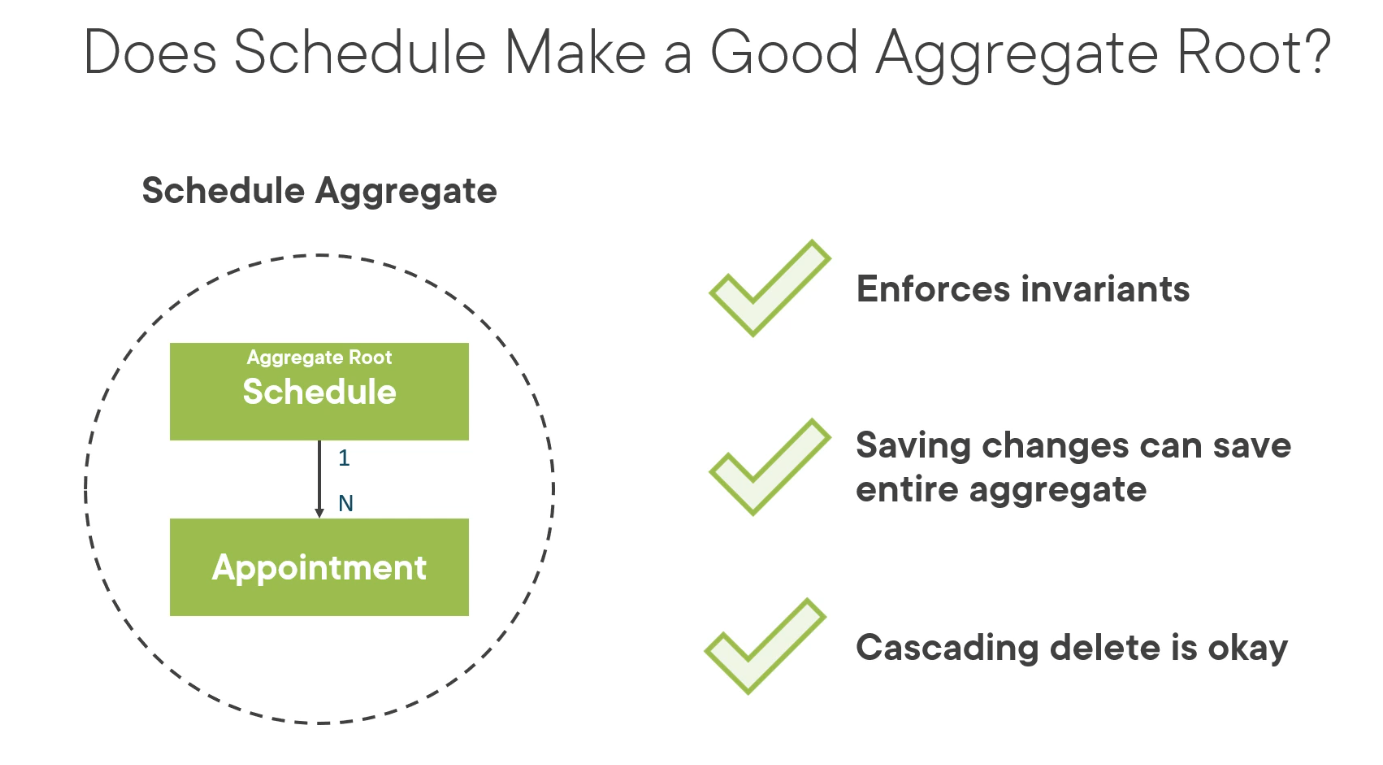 Does Schedule Make a Good Aggregate Root?
Schedule Aggregate
Aggregate Root
Schedule
1
N
Appointment
Enforces invariants
Saving changes can save
entire aggregate
Cascading delete is okay